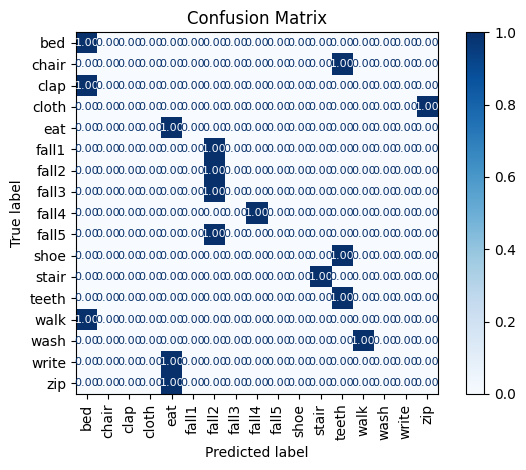 Confusion Matrix
bed 1.00 0.00 0.00 0.00 0.00 0.00 0.00 0.00 0.00 0.00 0.00 0.00 0.00 0.00 0.00 0.00 0.00
chair 0.00 0.00 0.00 0.00 0.00 0.00 0.00 0.00 0.00 0.00 0.00 0.00 1.00 0.00 0.00 0.00 0.00
clap 1.00 0.00 0.00 0.00 0.00 0.00 0.00 0.00 0.00 0.00 0.00 0.00 0.00 0.00 0.00 0.00 0.00
cloth 0.00 0.00 0.00 0.00 0.00 0.00 0.00 0.00 0.00 0.00 0.00 0.00 0.00 0.00 0.00 0.00 1.00
eat 0.00 0.00 0.00 0.00 1.00 0.00 0.00 0.00 0.00 0.00 0.00 0.00 0.00 0.00 0.00 0.00 0.00
fall1 0.00 0.00 0.00 0.00 0.00 0.00 1.00 0.00 0.00 0.00 0.00 0.00 0.00 0.00 0.00 0.00 0.00
fall2 0.00 0.00 0.00 0.00 0.00 0.00 1.00 0.00 0.00 0.00 0.00 0.00 0.00 0.00 0.00 0.00 0.00
fall3 0.00 0.00 0.00 0.00 0.00 0.00 1.00 0.00 0.00 0.00 0.00 0.00 0.00 0.00 0.00 0.00 0.00
fall4 0.00 0.00 0.00 0.00 0.00 0.00 0.00 0.00 1.00 0.00 0.00 0.00 0.00 0.00 0.00 0.00 0.00
fall5 0.00 0.00 0.00 0.00 0.00 0.00 1.00 0.00 0.00 0.00 0.00 0.00 0.00 0.00 0.00 0.00 0.00
shoe 0.00 0.00 0.00 0.00 0.00 0.00 0.00 0.00 0.00 0.00 0.00 0.00 1.00 0.00 0.00 0.00 0.00
stair 0.00 0.00 0.00 0.00 0.00 0.00 0.00 0.00 0.00 0.00 0.00 1.00 0.00 0.00 0.00 0.00 0.00
teeth 0.00 0.00 0.00 0.00 0.00 0.00 0.00 0.00 0.00 0.00 0.00 0.00 1.00 0.00 0.00 0.00 0.00
walk 1.00 0.00 0.00 0.00 0.00 0.00 0.00 0.00 0.00 0.00 0.00 0.00 0.00 0.00 0.00 0.00 0.00
wash 0.00 0.00 0.00 0.00 0.00 0.00 0.00 0.00 0.00 0.00 0.00 0.00 0.00 1.00 0.00 0.00 0.00
write 0.00 0.00 0.00 0.00 1.00 0.00 0.00 0.00 0.00 0.00 0.00 0.00 0.00 0.00 0.00 0.00 0.00
zip 0.00 0.00 0.00 0.00 1.00 0.00 0.00 0.00 0.00 0.00 0.00 0.00 0.00 0.00 0.00 0.00 0.00
True label
bed chair clap cloth eat fall1 fall2 fall3 fall4 fall5 shoe stair teeth walk wash write zip
Predicted label
1.0
0.8
0.6
0.4
0.2
0.0